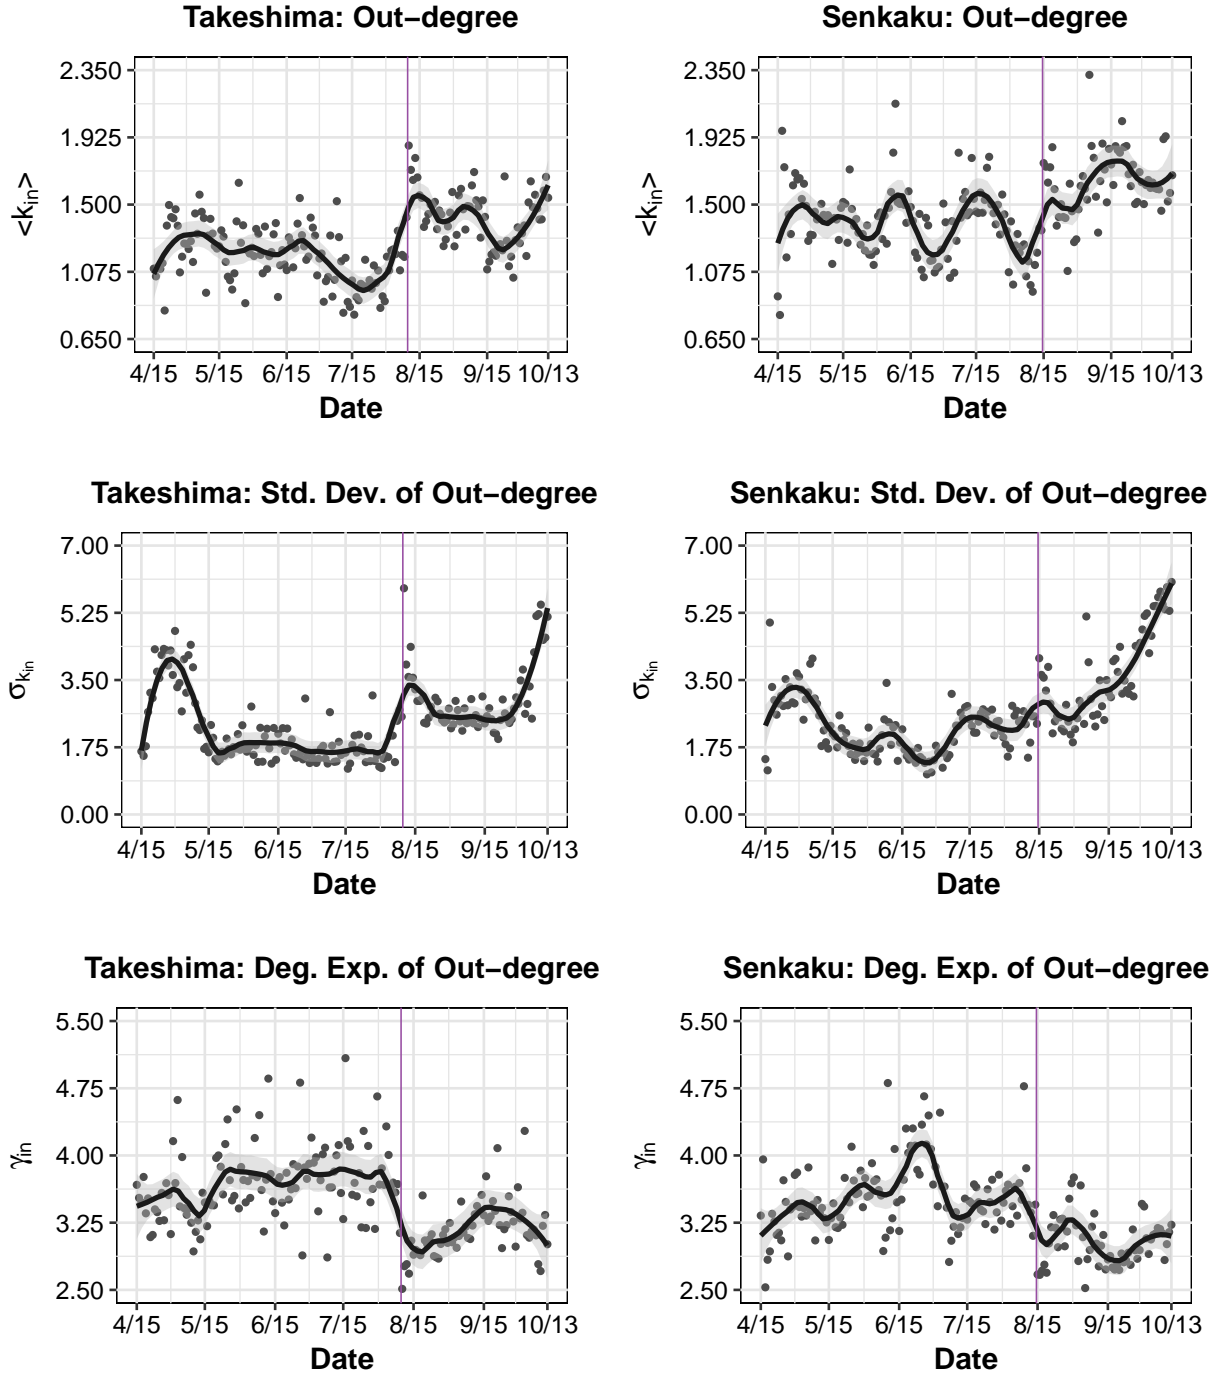 Takeshima: Out−degree
<k_in>
2.350
1.925
1.500
1.075
0.650
4/15 5/15 6/15 7/15 8/15 9/15 10/13
Date
Senkaku: Out−degree
<k_in>
2.350
1.925
1.500
1.075
0.650
4/15 5/15 6/15 7/15 8/15 9/15 10/13
Date
Takeshima: Std. Dev. of Out−degree
σ_k_in
7.00
5.25
3.50
1.75
0.00
4/15 5/15 6/15 7/15 8/15 9/15 10/13
Date
Senkaku: Std. Dev. of Out−degree
σ_k_in
7.00
5.25
3.50
1.75
0.00
4/15 5/15 6/15 7/15 8/15 9/15 10/13
Date
Takeshima: Deg. Exp. of Out−degree
γ_in
5.50
4.75
4.00
3.25
2.50
4/15 5/15 6/15 7/15 8/15 9/15 10/13
Date
Senkaku: Deg. Exp. of Out−degree
γ_in
5.50
4.75
4.00
3.25
2.50
4/15 5/15 6/15 7/15 8/15 9/15 10/13
Date